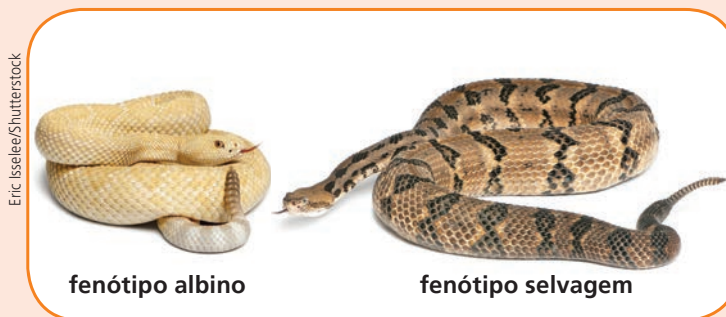 Eric Isselee/Shutterstock
fenótipo albino
fenótipo selvagem